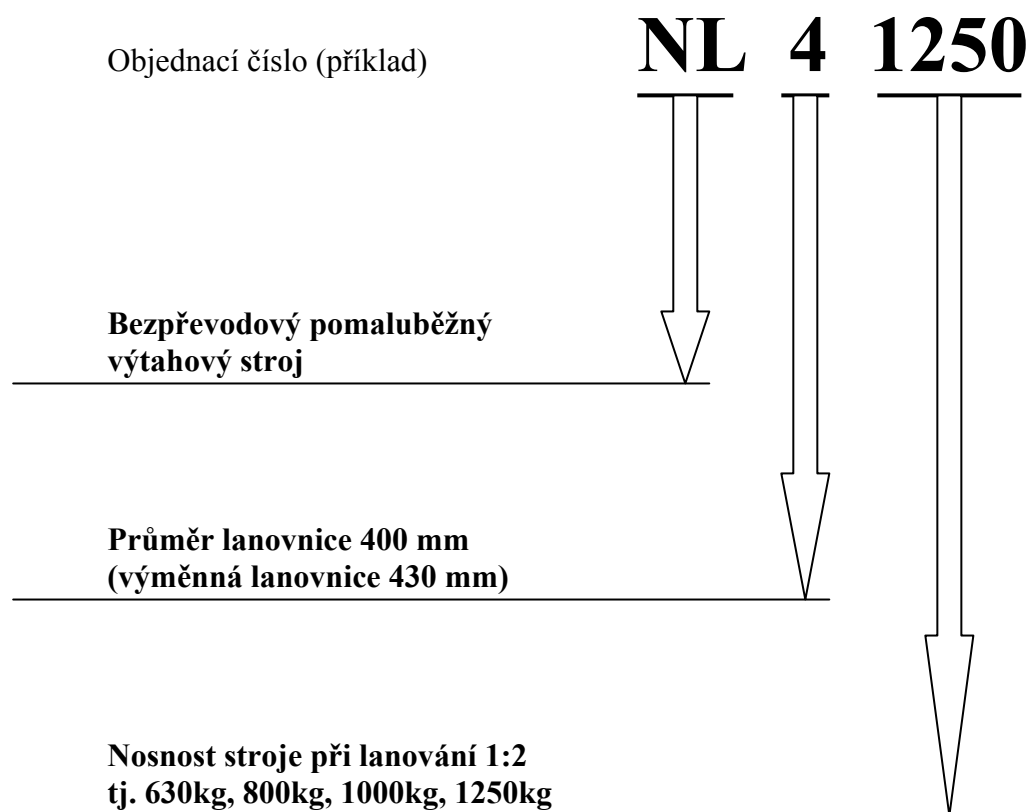 Objednací číslo (příklad) NL 4 1250
Bezpřevodový pomaluběžný
výtahový stroj
Průměr lanovnice 400 mm
(výměnná lanovnice 430 mm)
Nosnost stroje při lanování 1:2
tj. 630kg, 800kg, 1000kg, 1250kg